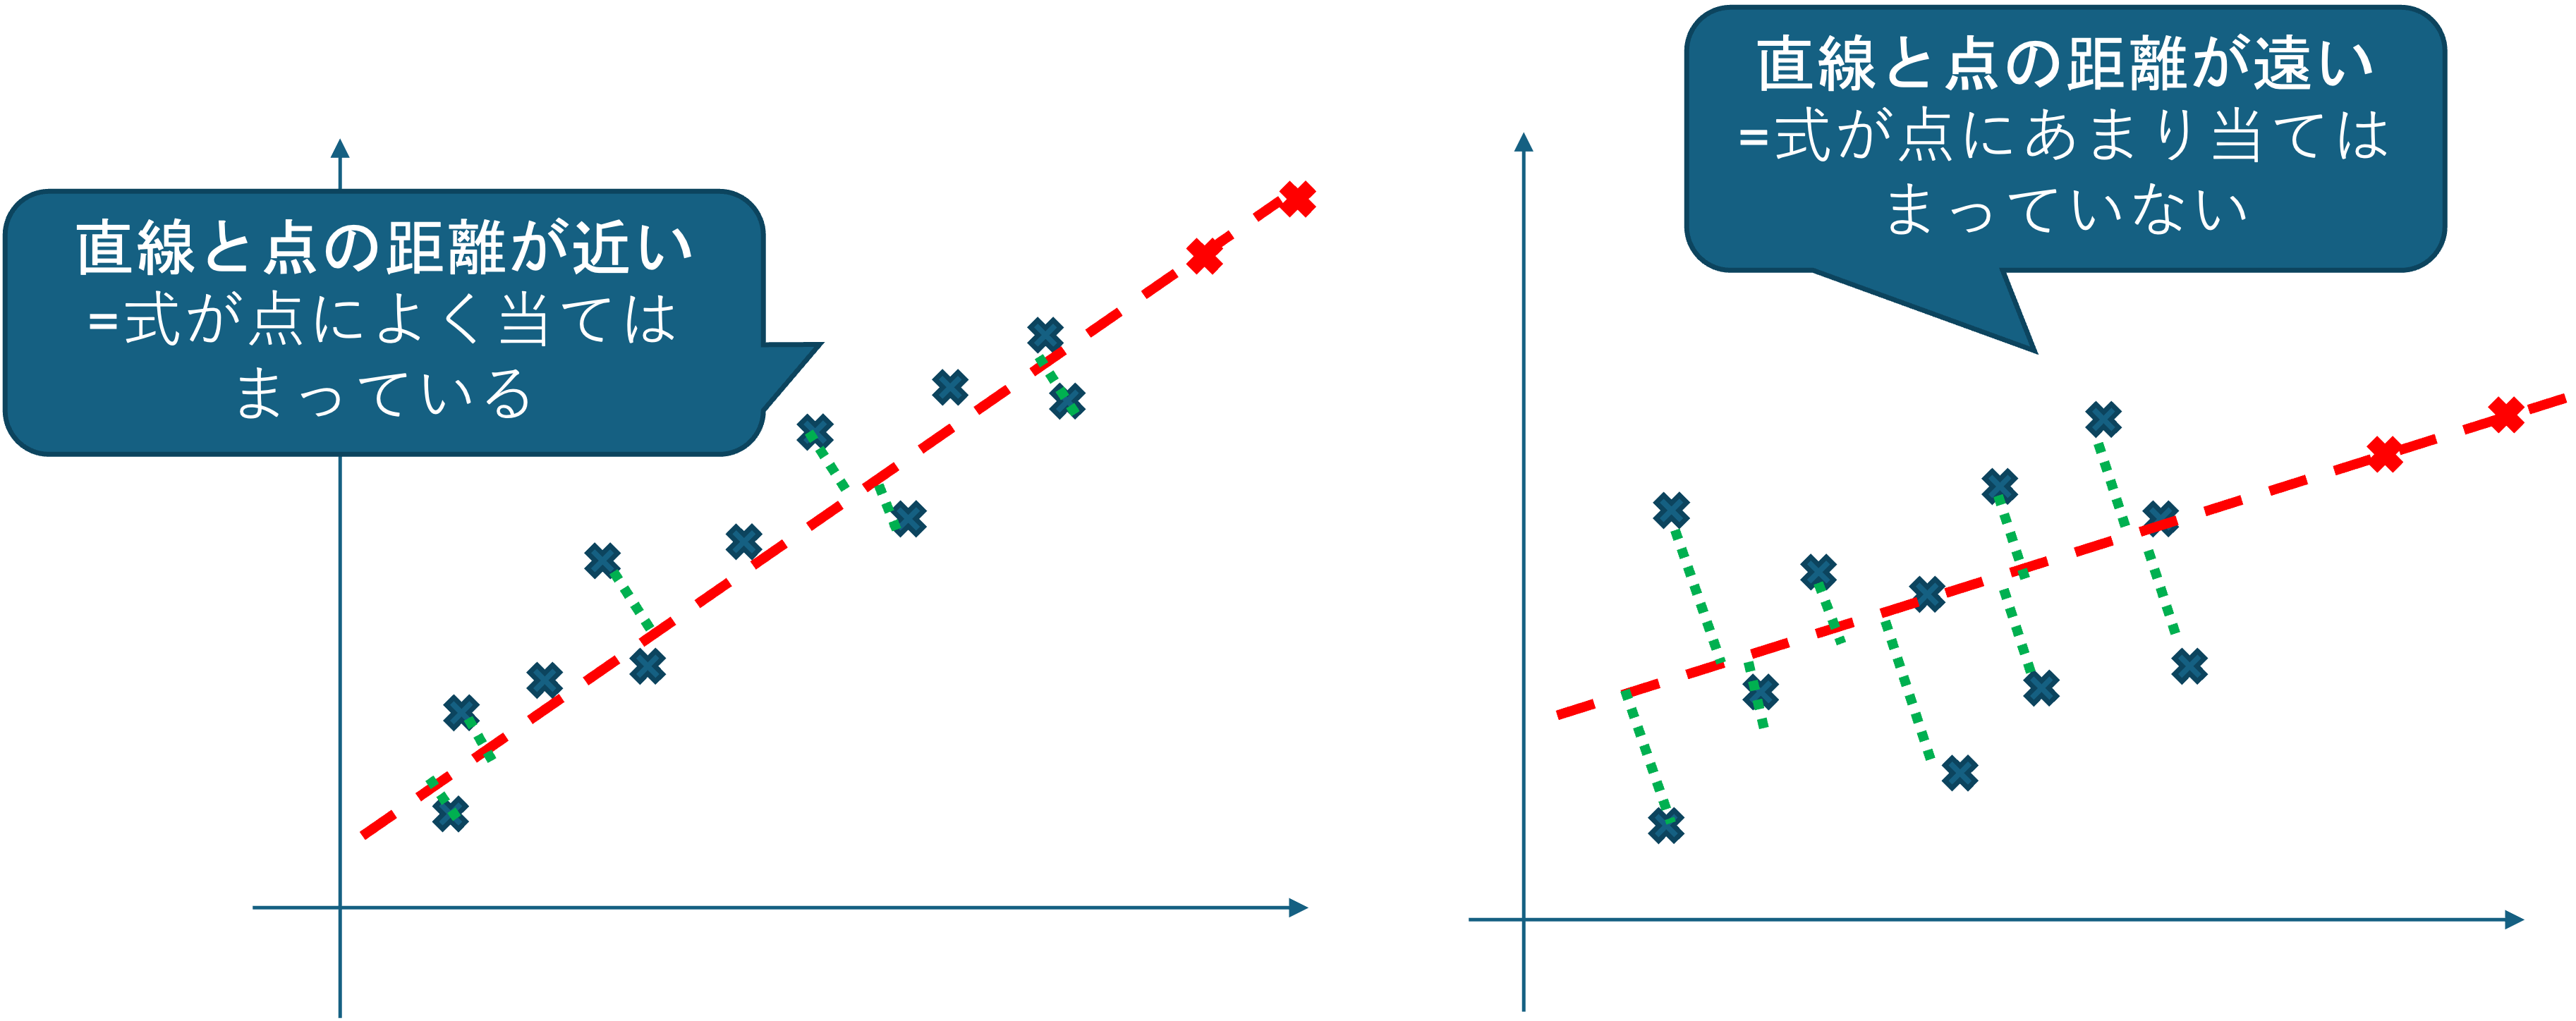 直線と点の距離が近い
=式が点によく当ては
まっている
直線と点の距離が遠い
=式が点にあまり当ては
まっていない